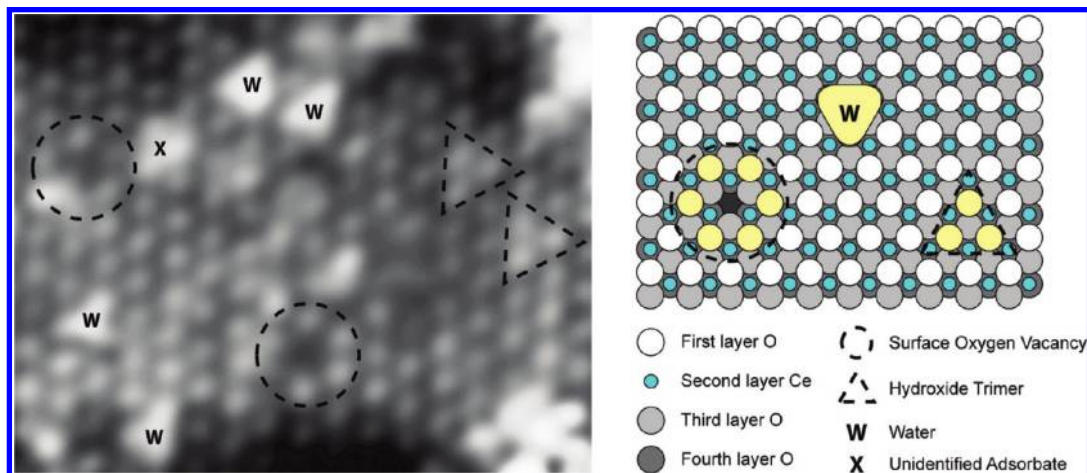 W
W
X
W
W
W
First layer O
Second layer Ce
Third layer O
Fourth layer O
Surface Oxygen Vacancy
Hydroxide Trimer
W Water
X Unidentified Adsorbate